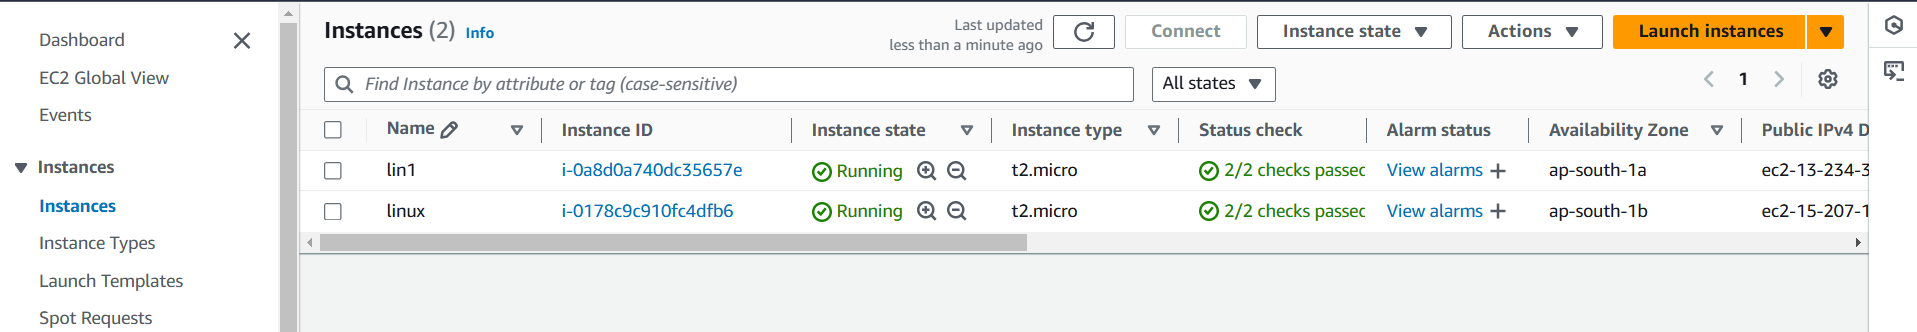 Dashboard
EC2 Global View
Events
Instances
Instances
Instance Types
Launch Templates
Spot Requests
Instances (2) Info
Last updated
less than a minute ago
Connect
Instance state
Actions
Launch instances
Find Instance by attribute or tag (case-sensitive)
All states
1
Name Instance ID Instance state Instance type Status check Alarm status Availability Zone Public IPv4 D
lin1 i-0a8d0a740dc35657e Running t2.micro 2/2 checks passec View alarms + ap-south-1a ec2-13-234-3
linux i-0178c9c910fc4dfb6 Running t2.micro 2/2 checks passec View alarms + ap-south-1b ec2-15-207-1